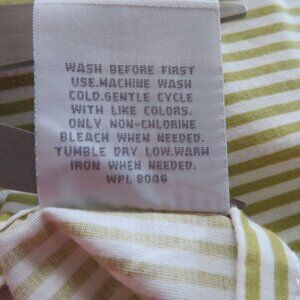 WASH BEFORE FIRST
USE.MACHINE WASH
COLD.GENTLE CYCLE
WITH LIKE COLORS.
ONLY NON-CHLORINE
BLEACH WHEN NEEDED.
TUMBLE DRY LOW.WARM
IRON WHEN NEEDED.
WPL 8046